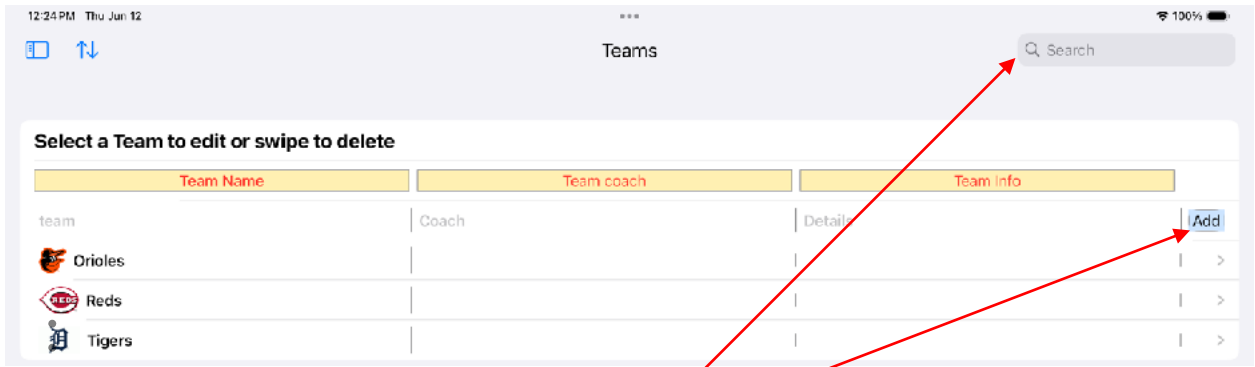 12:24 PM Thu Jun 12 100%
Teams Search
Select a Team to edit or swipe to delete
Team Name Team coach Team Info
team Coach Details Add
Orioles
REDS Reds
Tigers